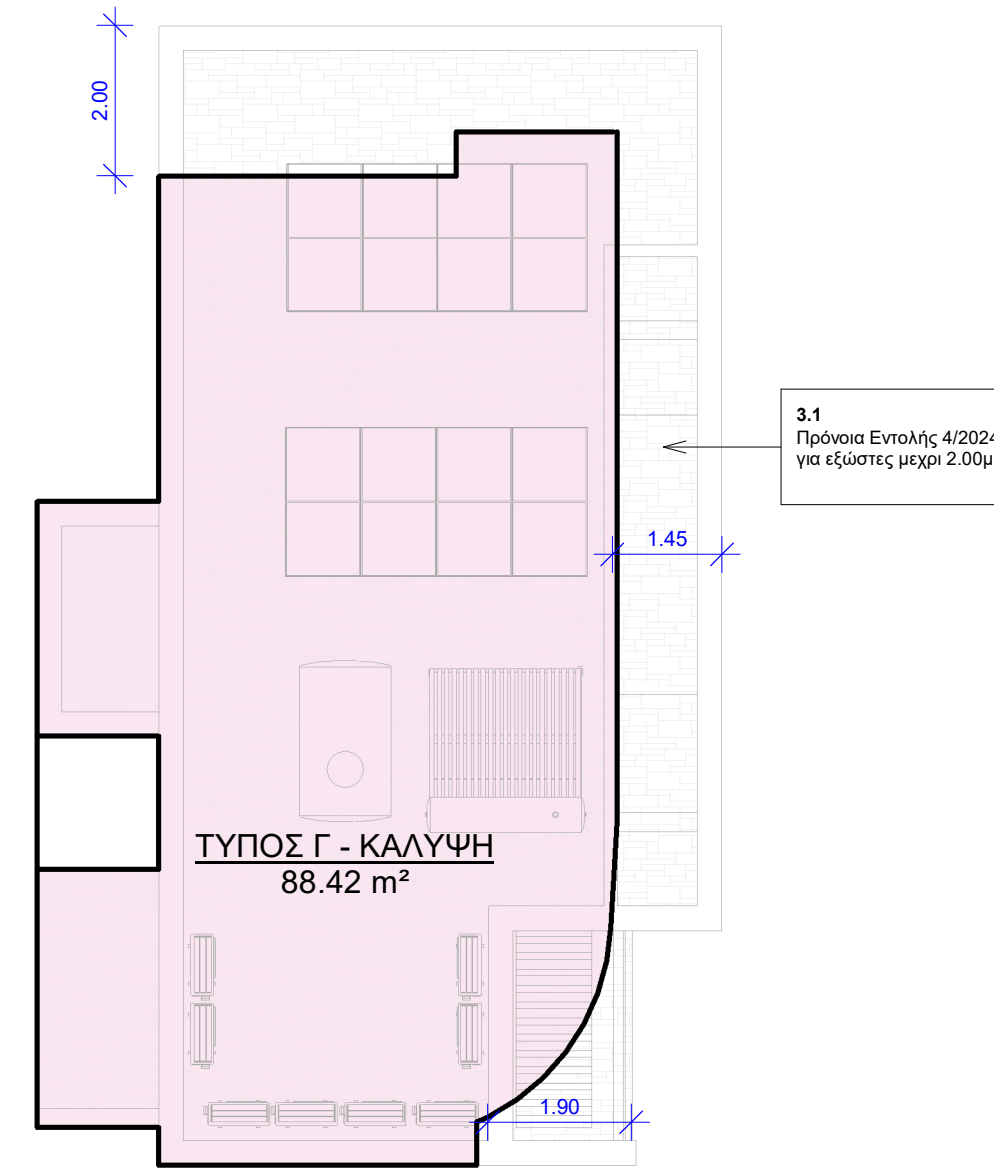 2.00
3.1
Πρόνοια Εντολής 4/2024
για εξώστες μεχρι 2.00μ
1.45
ΤΥΠΟΣ Γ - ΚΑΛΥΨΗ
88.42 m²
1.90